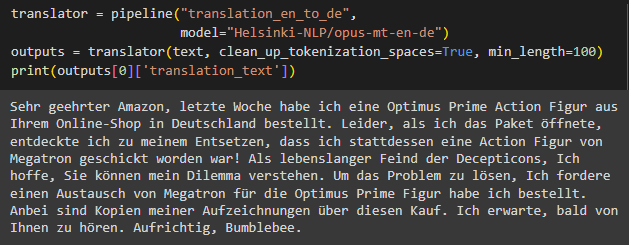 translator = pipeline("translation_en_to_de",
model="Helsinki-NLP/opus-mt-en-de")
outputs = translator(text, clean_up_tokenization_spaces=True, min_length=100)
print(outputs[0]['translation_text'])
Sehr geehrter Amazon, letzte Woche habe ich eine Optimus Prime Action Figur aus
Ihrem Online-Shop in Deutschland bestellt. Leider, als ich das Paket öffnete,
entdeckte ich zu meinem Entsetzen, dass ich stattdessen eine Action Figur von
Megatron geschickt worden war! Als lebenslanger Feind der Decepticons, Ich
hoffe, Sie können mein Dilemma verstehen. Um das Problem zu lösen, Ich fordere
einen Austausch von Megatron für die Optimus Prime Figur habe ich bestellt.
Anbei sind Kopien meiner Aufzeichnungen über diesen Kauf. Ich erwarte, bald von
Ihnen zu hören. Aufrichtig, Bumblebee.